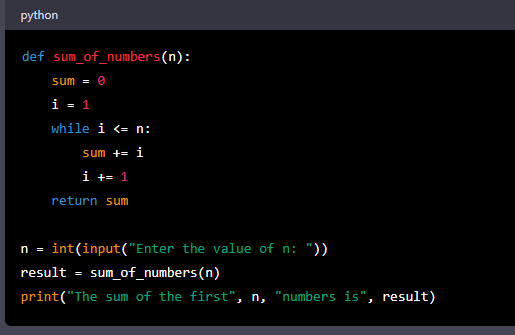 python
def sum_of_numbers(n):
    sum = 0
    i = 1
    while i <= n:
        sum += i
        i += 1
    return sum

n = int(input("Enter the value of n: "))
result = sum_of_numbers(n)
print("The sum of the first", n, "numbers is", result)